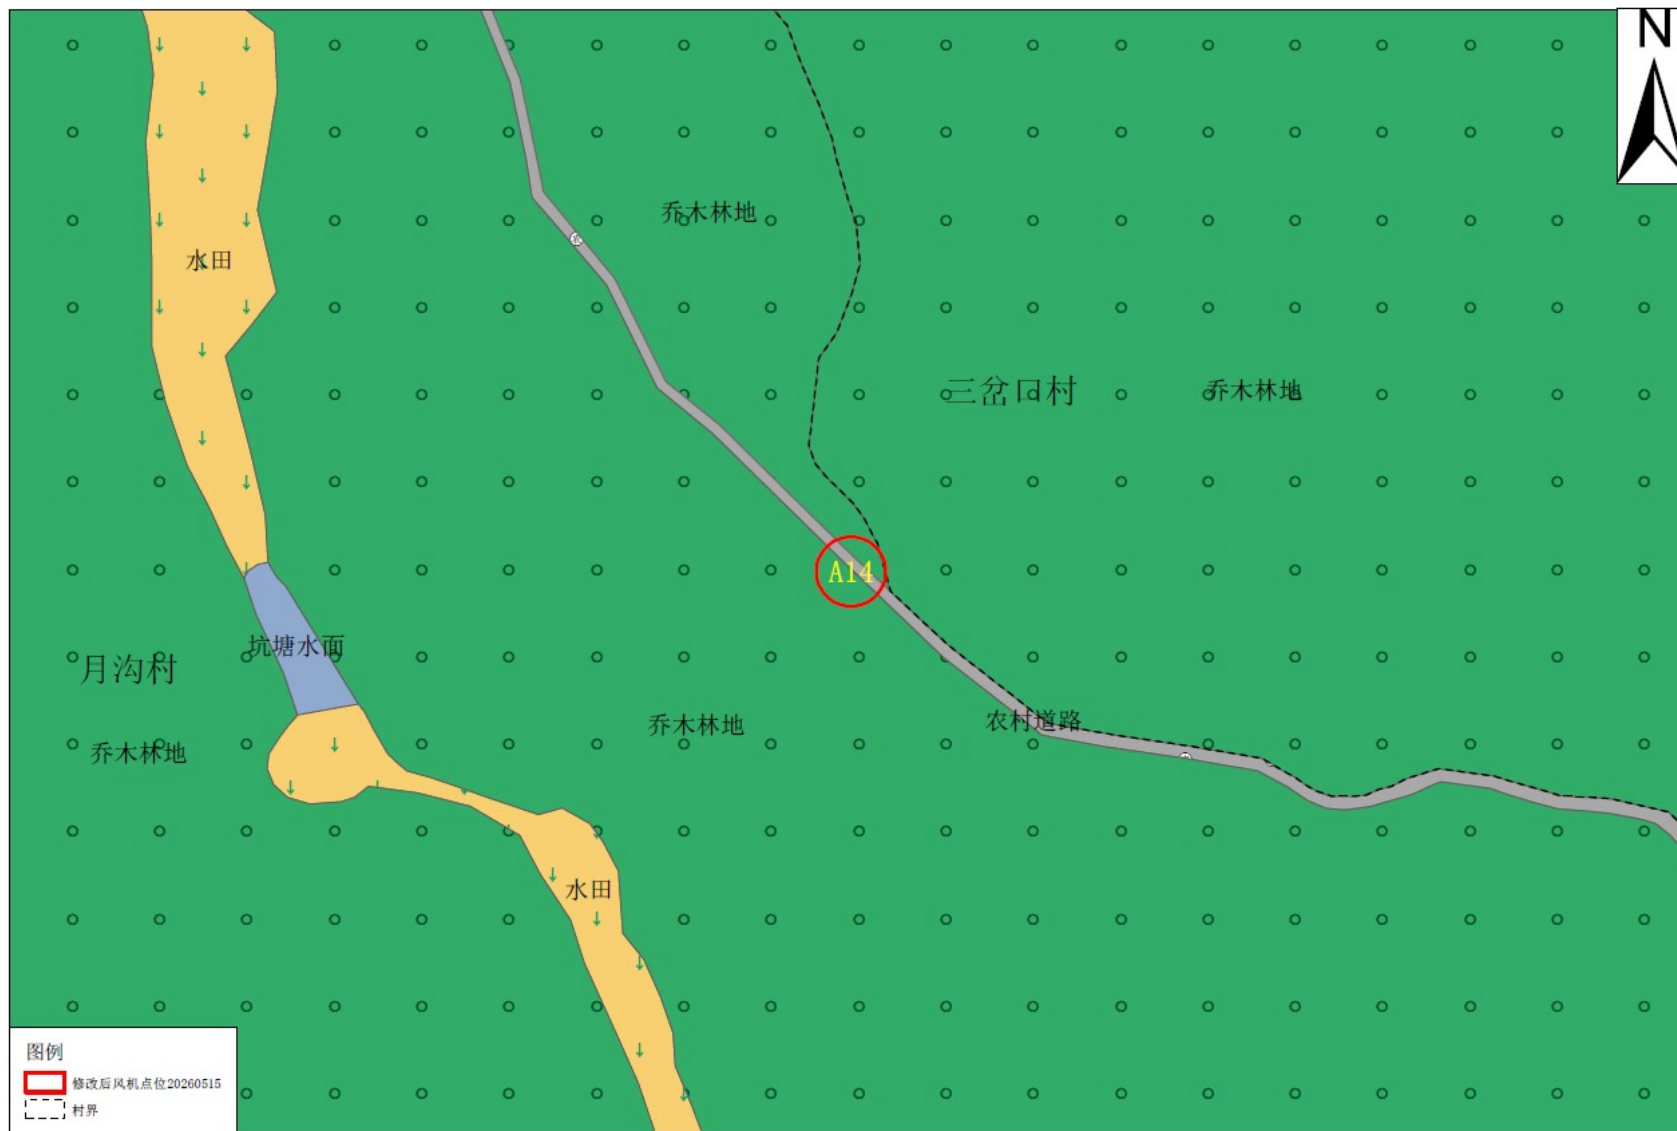 N
乔木林地
水田
三岔口村
乔木林地
A14
坑塘水面
月沟村
农村道路
乔木林地
乔木林地
水田
图例
修改后风机点位20260515
村界